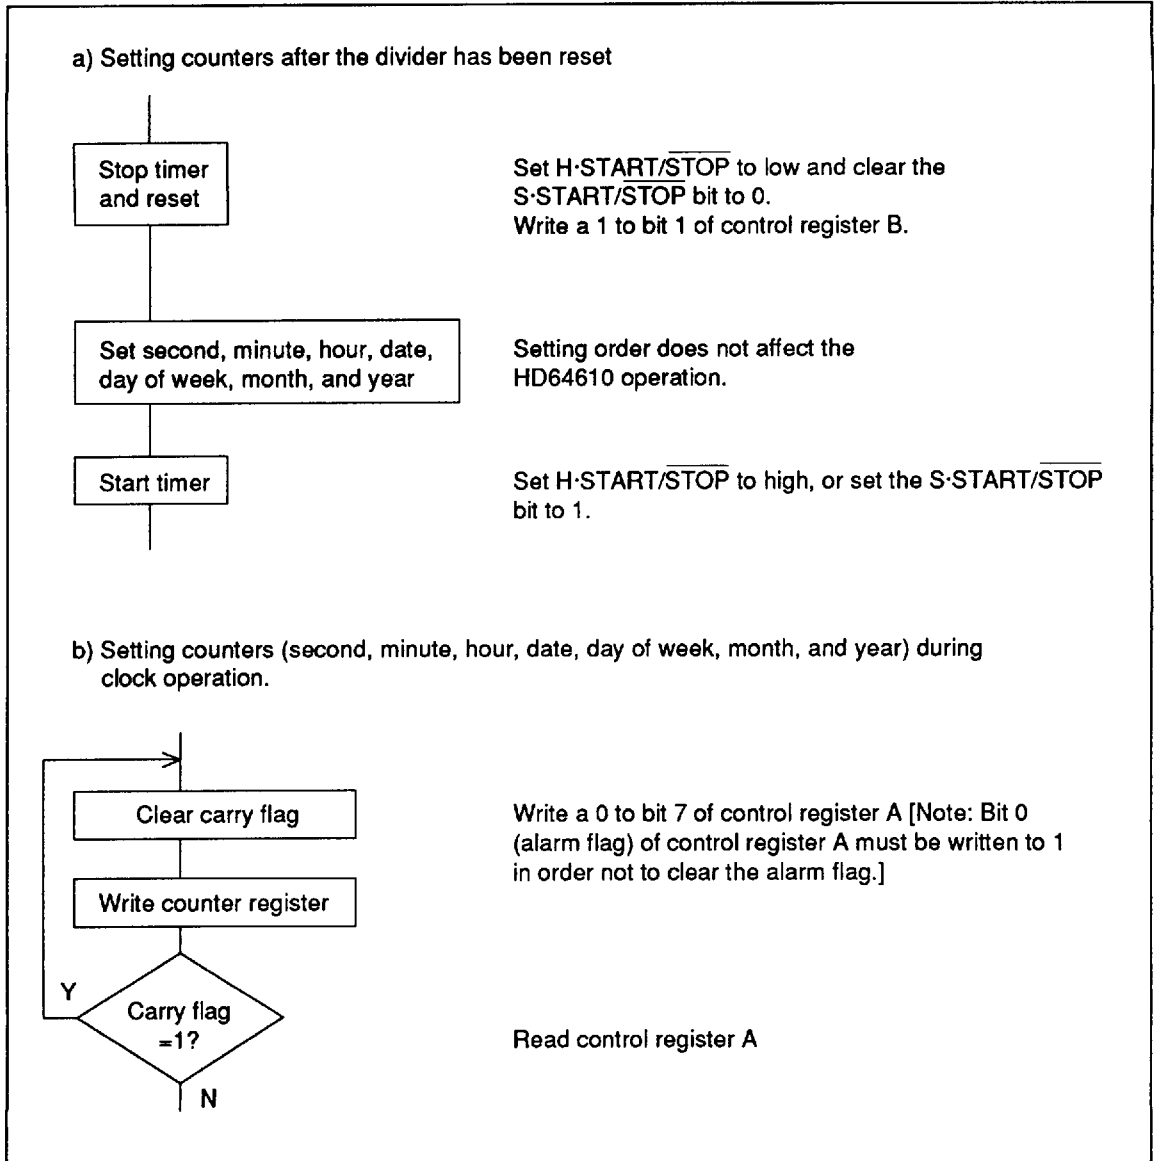 a) Setting counters after the divider has been reset
Stop timer
and reset
Set H·START/S̅T̅O̅P̅ to low and clear the
S·START/S̅T̅O̅P̅ bit to 0.
Write a 1 to bit 1 of control register B.
Set second, minute, hour, date,
day of week, month, and year
Setting order does not affect the
HD64610 operation.
Start timer
Set H·START/S̅T̅O̅P̅ to high, or set the S·START/S̅T̅O̅P̅
bit to 1.
b) Setting counters (second, minute, hour, date, day of week, month, and year) during
clock operation.
Clear carry flag
Write a 0 to bit 7 of control register A [Note: Bit 0
(alarm flag) of control register A must be written to 1
in order not to clear the alarm flag.]
Write counter register
Y
Carry flag
=1?
Read control register A
N